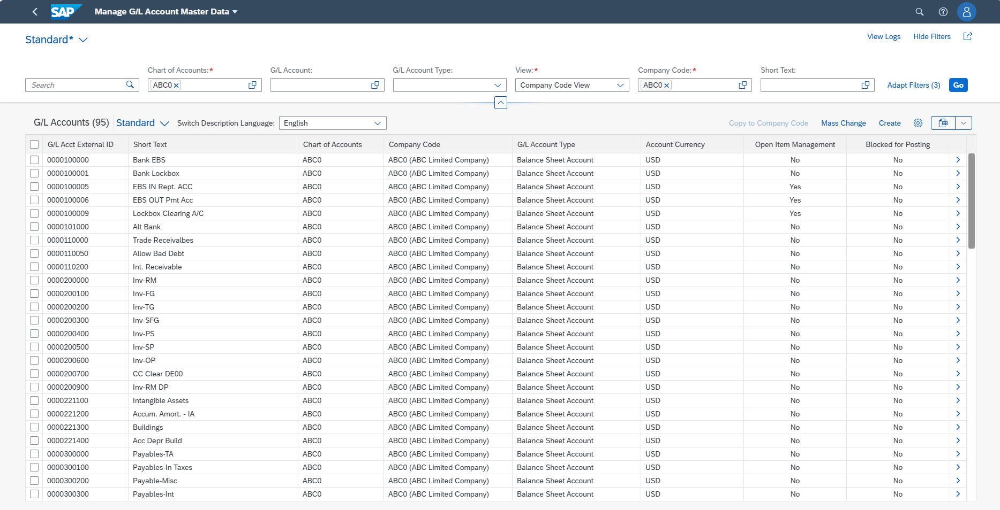 SAP Manage G/L Account Master Data
Standard*
View Logs Hide Filters
Chart of Accounts:* G/L Account: G/L Account Type: View:* Company Code:* Short Text:
Search ABC0 Company Code View ABC0 Adapt Filters (3) Go
G/L Accounts (95) Standard Switch Description Language: English Copy to Company Code Mass Change Create
G/L Acct External ID Short Text Chart of Accounts Company Code G/L Account Type Account Currency Open Item Management Blocked for Posting
0000100000 Bank EBS ABC0 ABC0 (ABC Limited Company) Balance Sheet Account USD No No
0000100001 Bank Lockbox ABC0 ABC0 (ABC Limited Company) Balance Sheet Account USD No No
0000100005 EBS IN Rept. ACC ABC0 ABC0 (ABC Limited Company) Balance Sheet Account USD Yes No
0000100006 EBS OUT Pmt Acc ABC0 ABC0 (ABC Limited Company) Balance Sheet Account USD Yes No
0000100009 Lockbox Clearing A/C ABC0 ABC0 (ABC Limited Company) Balance Sheet Account USD Yes No
0000101000 Alt Bank ABC0 ABC0 (ABC Limited Company) Balance Sheet Account USD No No
0000110000 Trade Receivalbes ABC0 ABC0 (ABC Limited Company) Balance Sheet Account USD No No
0000110050 Allow Bad Debt ABC0 ABC0 (ABC Limited Company) Balance Sheet Account USD No No
0000110200 Int. Receivable ABC0 ABC0 (ABC Limited Company) Balance Sheet Account USD No No
0000200000 Inv-RM ABC0 ABC0 (ABC Limited Company) Balance Sheet Account USD No No
0000200100 Inv-FG ABC0 ABC0 (ABC Limited Company) Balance Sheet Account USD No No
0000200200 Inv-TG ABC0 ABC0 (ABC Limited Company) Balance Sheet Account USD No No
0000200300 Inv-SFG ABC0 ABC0 (ABC Limited Company) Balance Sheet Account USD No No
0000200400 Inv-PS ABC0 ABC0 (ABC Limited Company) Balance Sheet Account USD No No
0000200500 Inv-SP ABC0 ABC0 (ABC Limited Company) Balance Sheet Account USD No No
0000200600 Inv-OP ABC0 ABC0 (ABC Limited Company) Balance Sheet Account USD No No
0000200700 CC Clear DE00 ABC0 ABC0 (ABC Limited Company) Balance Sheet Account USD No No
0000200900 Inv-RM DP ABC0 ABC0 (ABC Limited Company) Balance Sheet Account USD No No
0000221100 Intangible Assets ABC0 ABC0 (ABC Limited Company) Balance Sheet Account USD No No
0000221200 Accum. Amort. - IA ABC0 ABC0 (ABC Limited Company) Balance Sheet Account USD No No
0000221300 Buildings ABC0 ABC0 (ABC Limited Company) Balance Sheet Account USD No No
0000221400 Acc Depr Build ABC0 ABC0 (ABC Limited Company) Balance Sheet Account USD No No
0000300000 Payables-TA ABC0 ABC0 (ABC Limited Company) Balance Sheet Account USD No No
0000300100 Payables-In Taxes ABC0 ABC0 (ABC Limited Company) Balance Sheet Account USD No No
0000300200 Payable-Misc ABC0 ABC0 (ABC Limited Company) Balance Sheet Account USD No No
0000300300 Payables-Int ABC0 ABC0 (ABC Limited Company) Balance Sheet Account USD No No